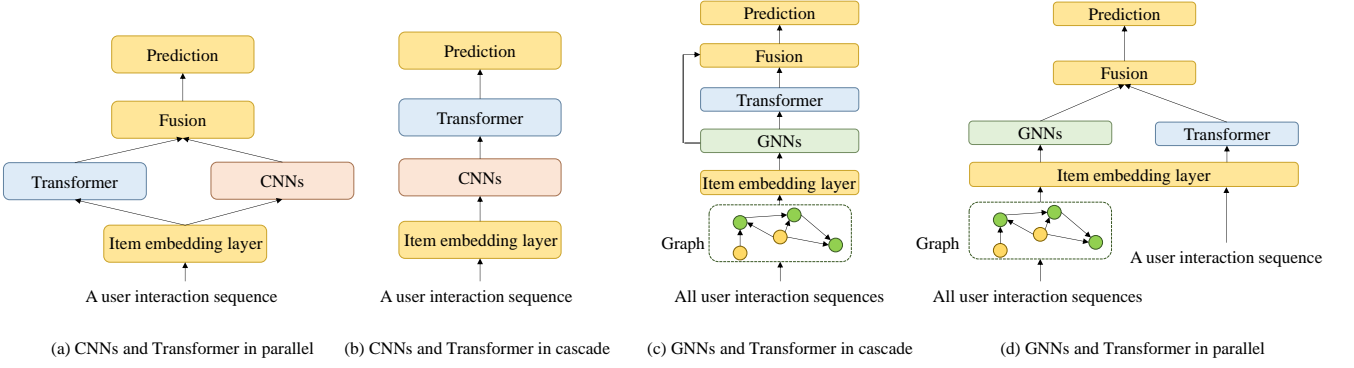 Prediction
Fusion
Transformer
CNNs
Item embedding layer
A user interaction sequence
(a) CNNs and Transformer in parallel
Prediction
Transformer
CNNs
Item embedding layer
A user interaction sequence
(b) CNNs and Transformer in cascade
Prediction
Fusion
Transformer
GNNs
Item embedding layer
Graph
All user interaction sequences
(c) GNNs and Transformer in cascade
Prediction
Fusion
GNNs
Transformer
Item embedding layer
Graph
A user interaction sequence
All user interaction sequences
(d) GNNs and Transformer in parallel